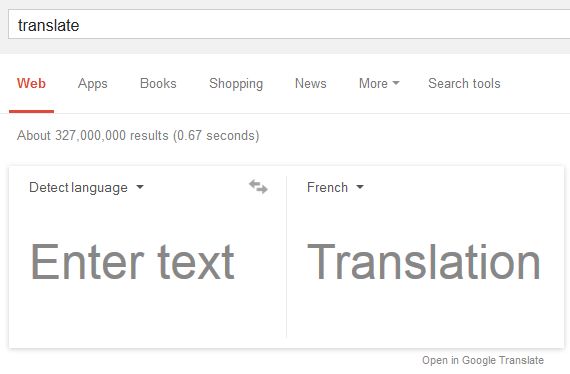 translate
Web Apps Books Shopping News More Search tools
About 327,000,000 results (0.67 seconds)
Detect language French
Enter text Translation
Open in Google Translate